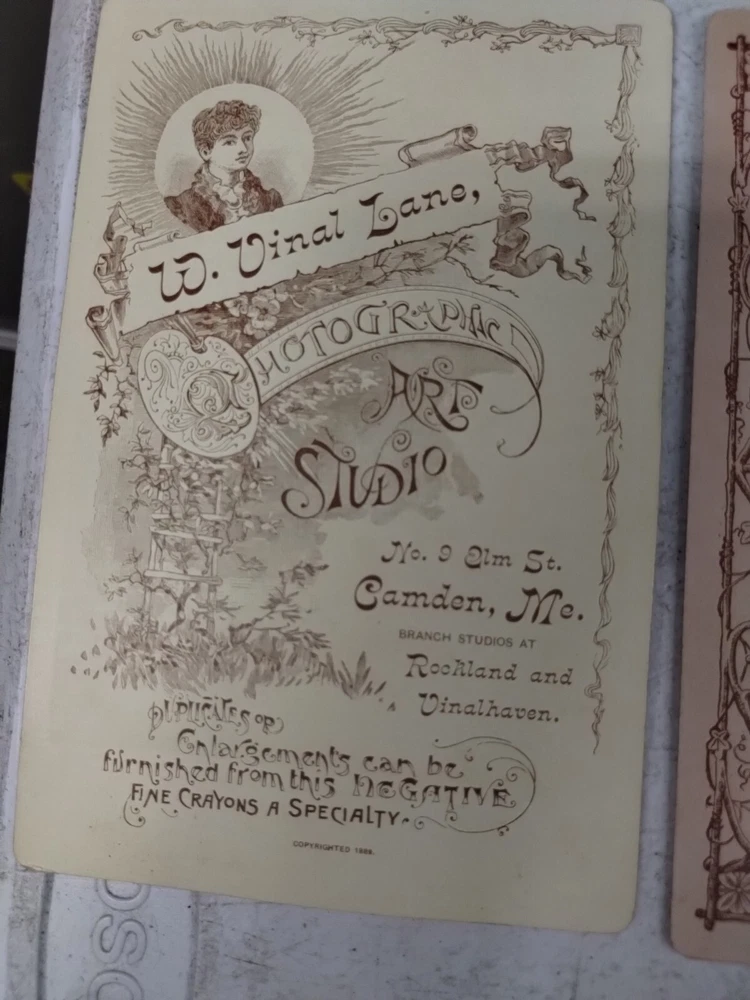 W. Vinal Lane,
PHOTOGRAPHIC
ART
STUDIO
No. 9 Elm St.
Camden, Me.
BRANCH STUDIOS AT
Rockland and
Vinalhaven.
DUPLICATES OR
Enlargements can be
furnished from this NEGATIVE
FINE CRAYONS A SPECIALTY.
COPYRIGHTED